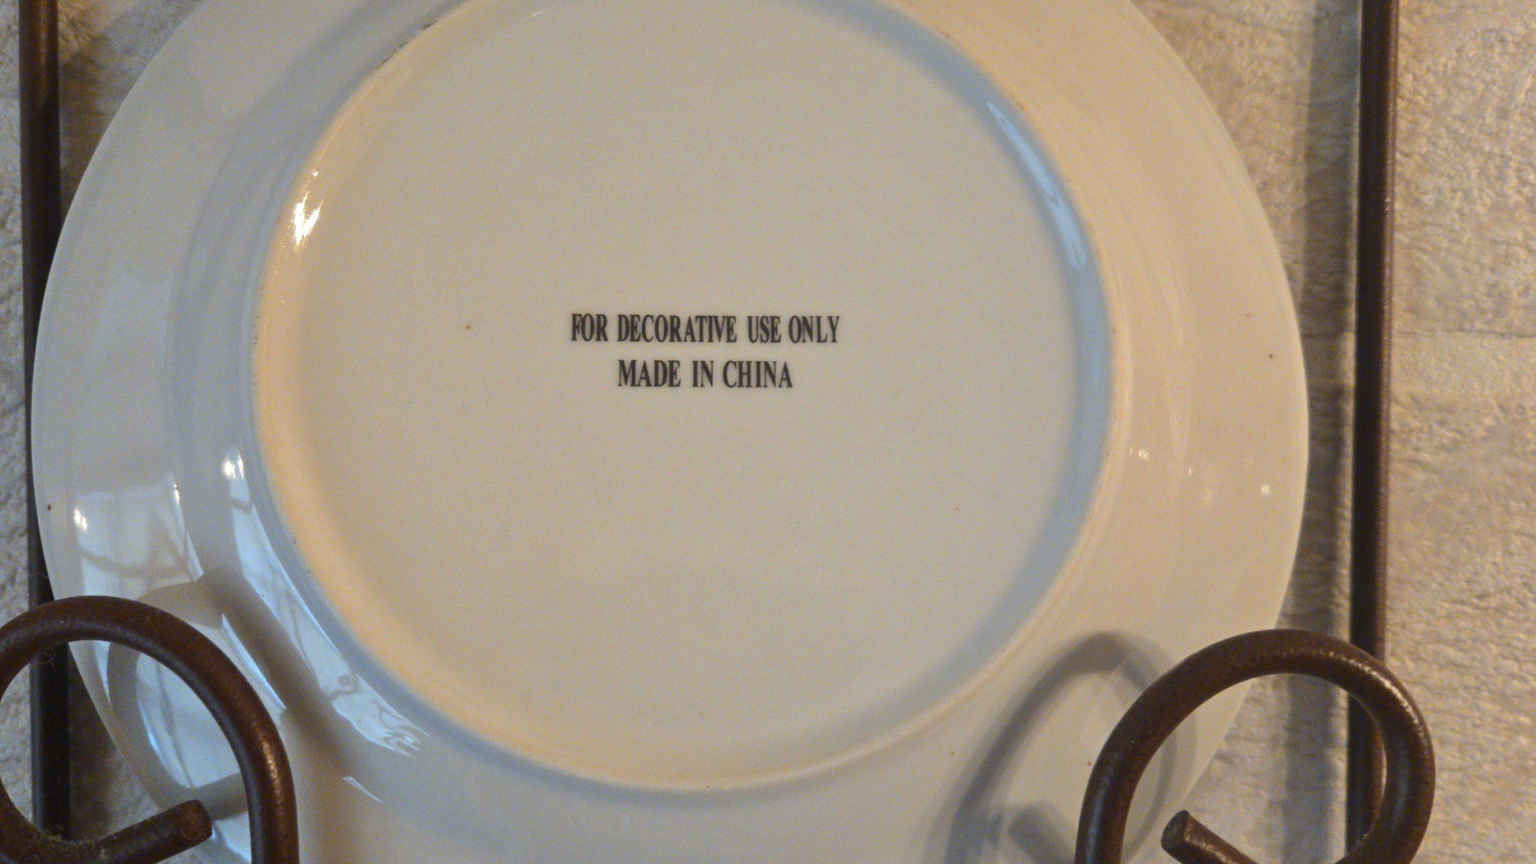 FOR DECORATIVE USE ONLY
MADE IN CHINA